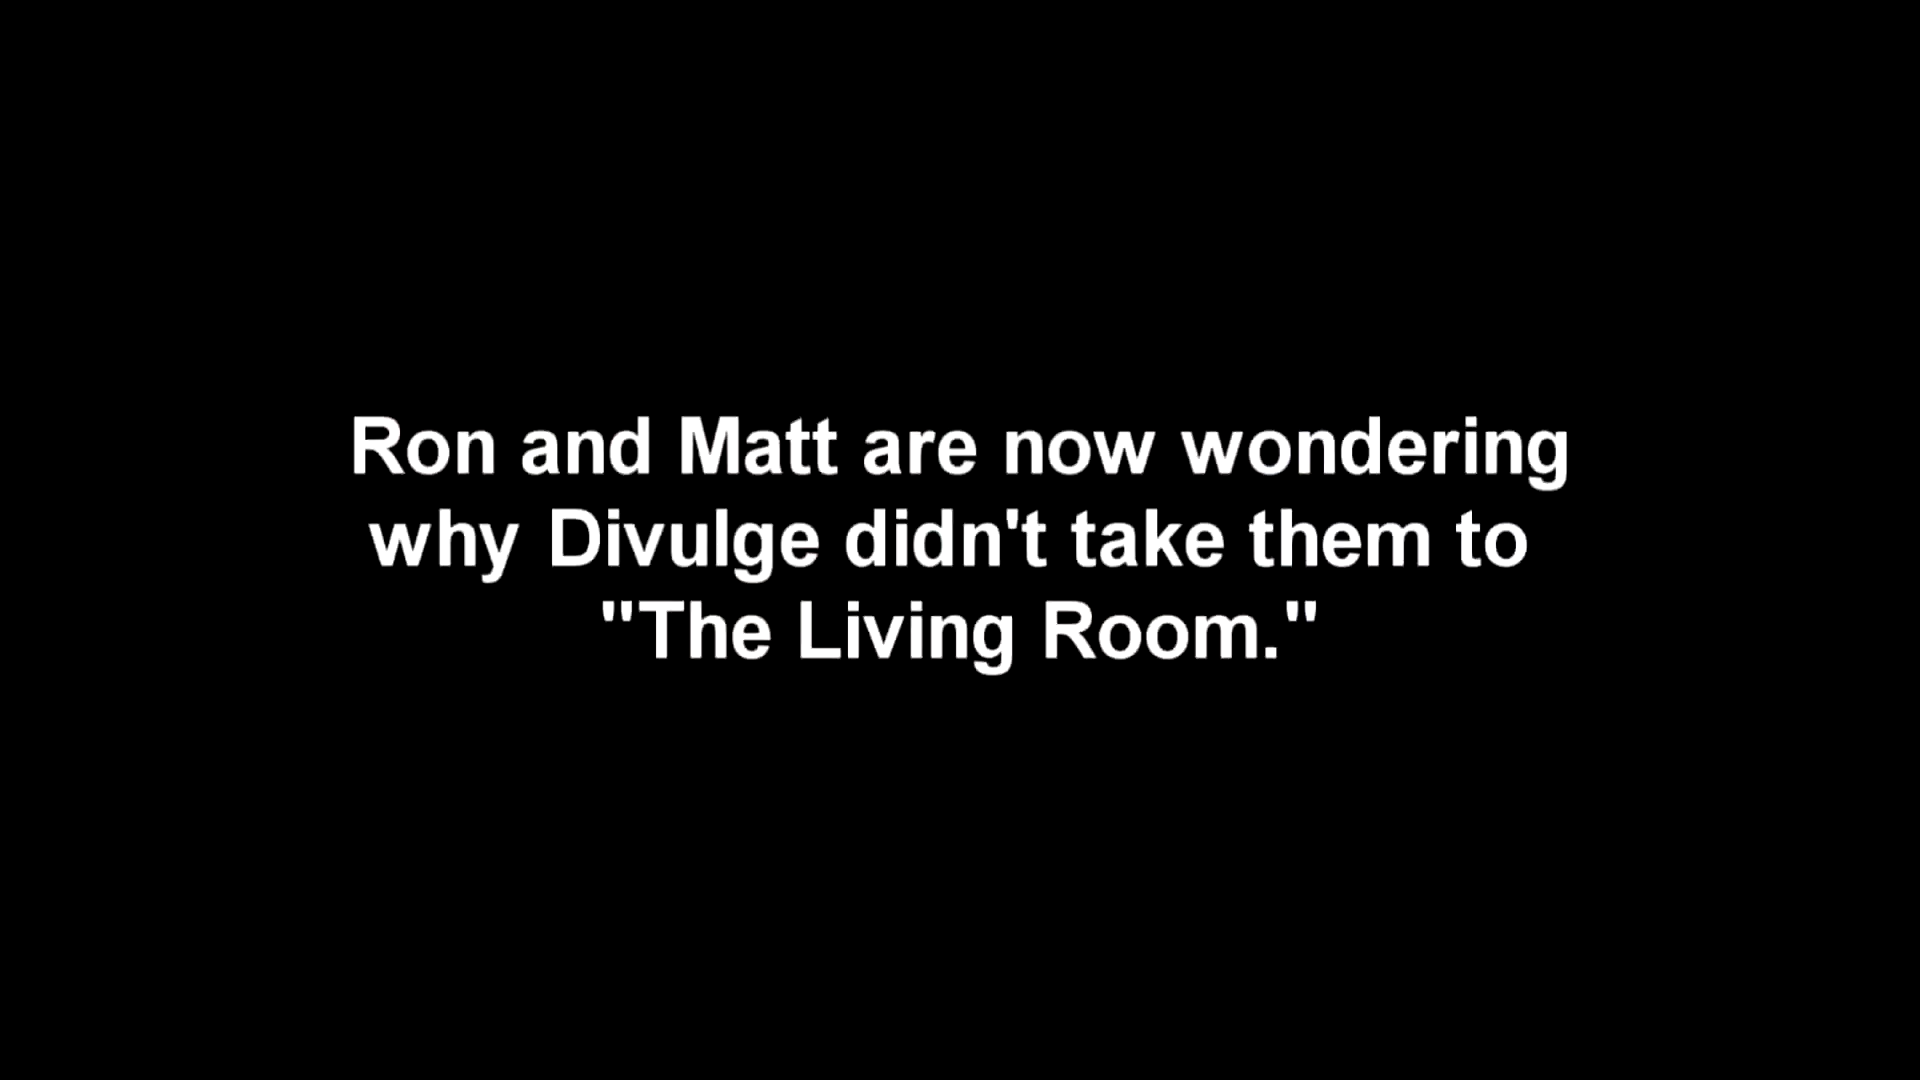 Ron and Matt are now wondering
why Divulge didn't take them to
"The Living Room."